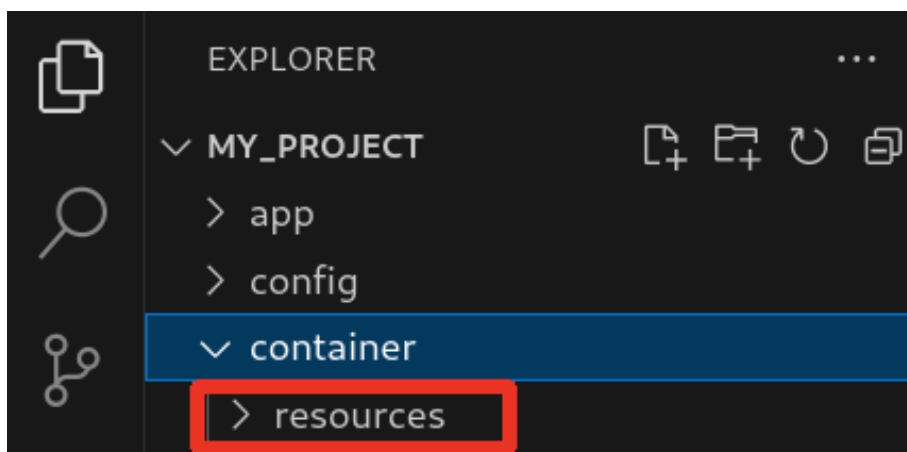 EXPLORER
MY_PROJECT
app
config
container
resources